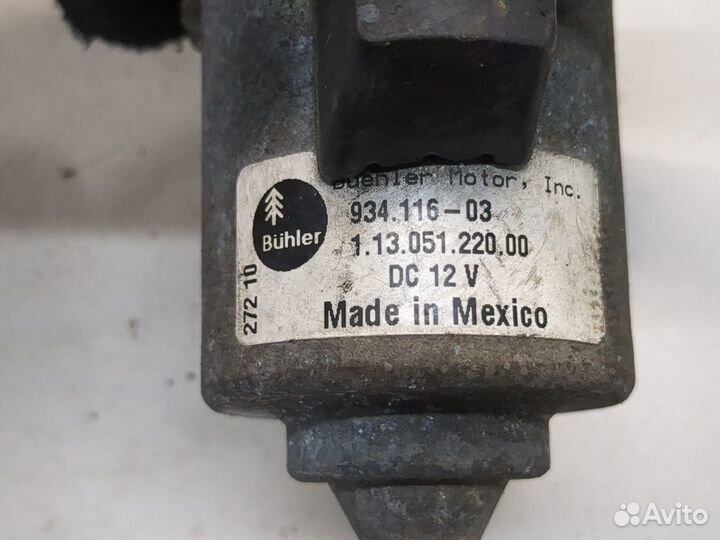 Buehler Motor, Inc.
934.116-03
Bühler
1.13.051.220.00
DC 12 V
272 10
Made in Mexico
Avito